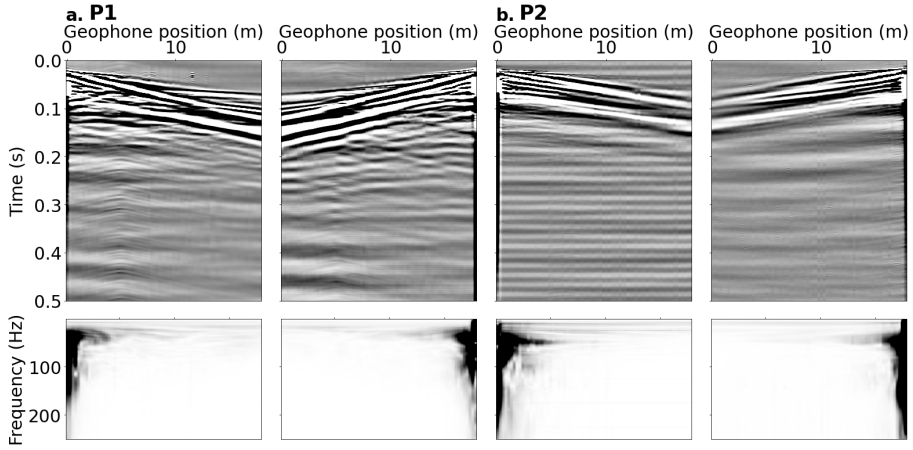 a. P1
b. P2
Geophone position (m) Geophone position (m) Geophone position (m) Geophone position (m)
0 10 0 10 0 10 0 10
0.0
0.1
0.2
0.3
0.4
0.5
Time (s)
100
200
Frequency (Hz)